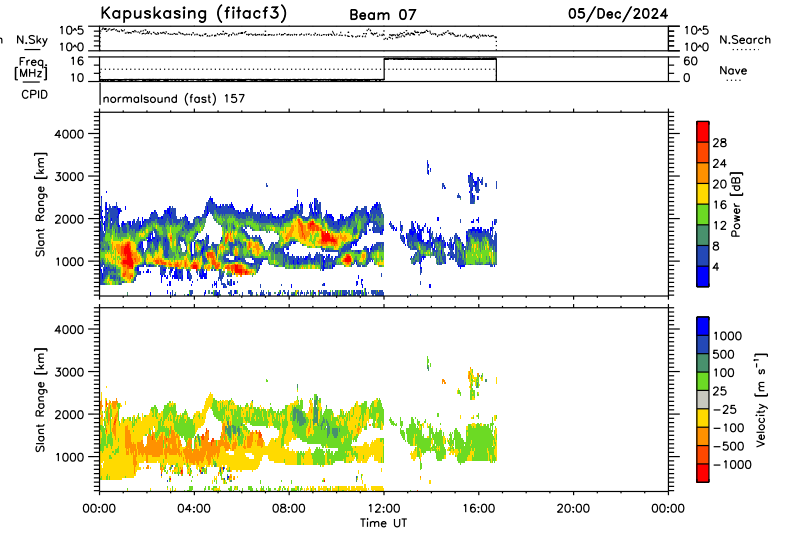 Kapuskasing (fitacf3) Beam 07 05/Dec/2024
N.Sky 10^5 10^0 10^5 10^0 N.Search
Freq. [MHz] 16 10 60 0 Nave
CPID normalsound (fast) 157
Slant Range [km] 4000 3000 2000 1000
28 24 20 16 12 8 4 Power [dB]
Slant Range [km] 4000 3000 2000 1000
1000 500 100 25 -25 -100 -500 -1000 Velocity [m s⁻¹]
00:00 04:00 08:00 12:00 16:00 20:00 00:00
Time UT